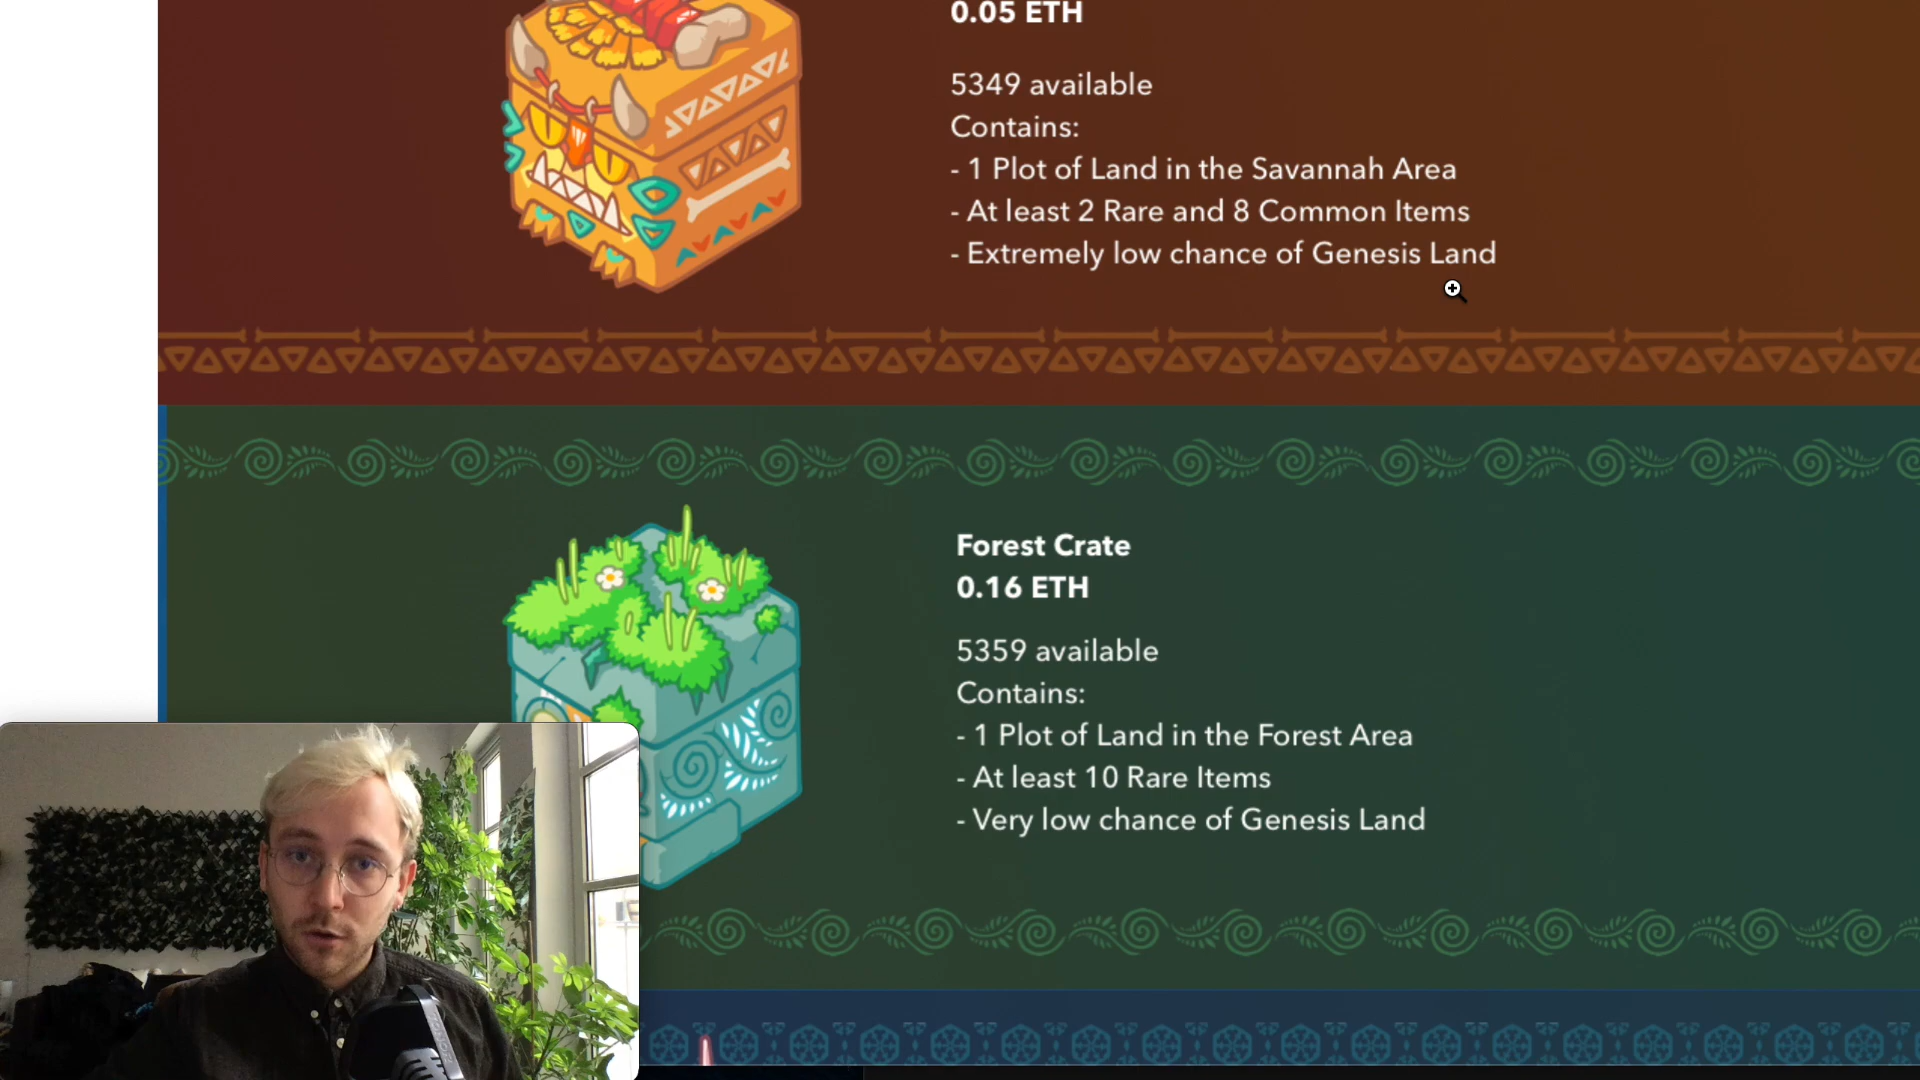 0.05 ETH
5349 available
Contains:
- 1 Plot of Land in the Savannah Area
- At least 2 Rare and 8 Common Items
- Extremely low chance of Genesis Land
Forest Crate
0.16 ETH
5359 available
Contains:
- 1 Plot of Land in the Forest Area
- At least 10 Rare Items
- Very low chance of Genesis Land